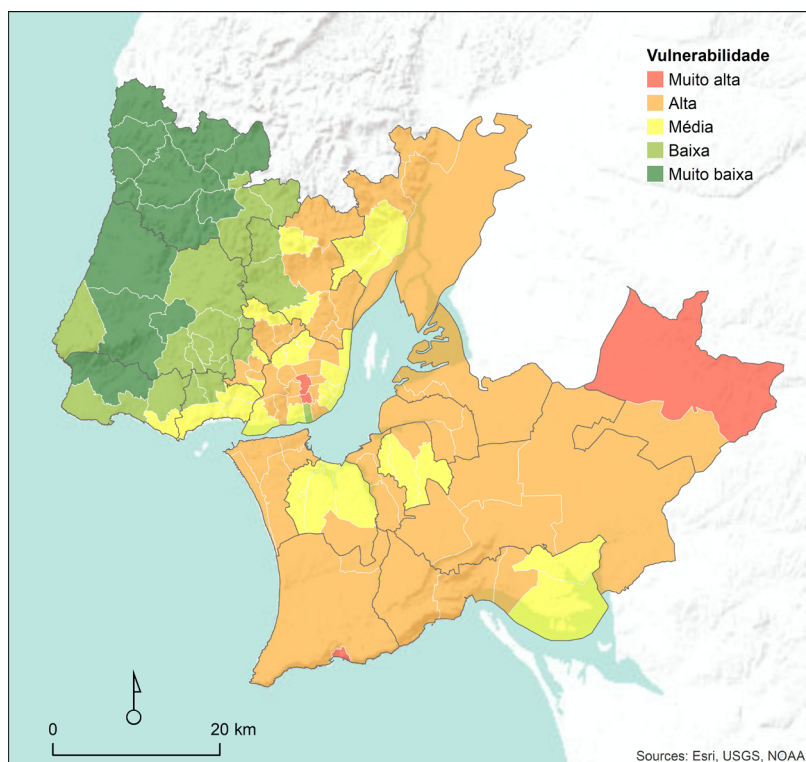 Vulnerabilidade
Muito alta
Alta
Média
Baixa
Muito baixa
0
20 km
Sources: Esri, USGS, NOAA